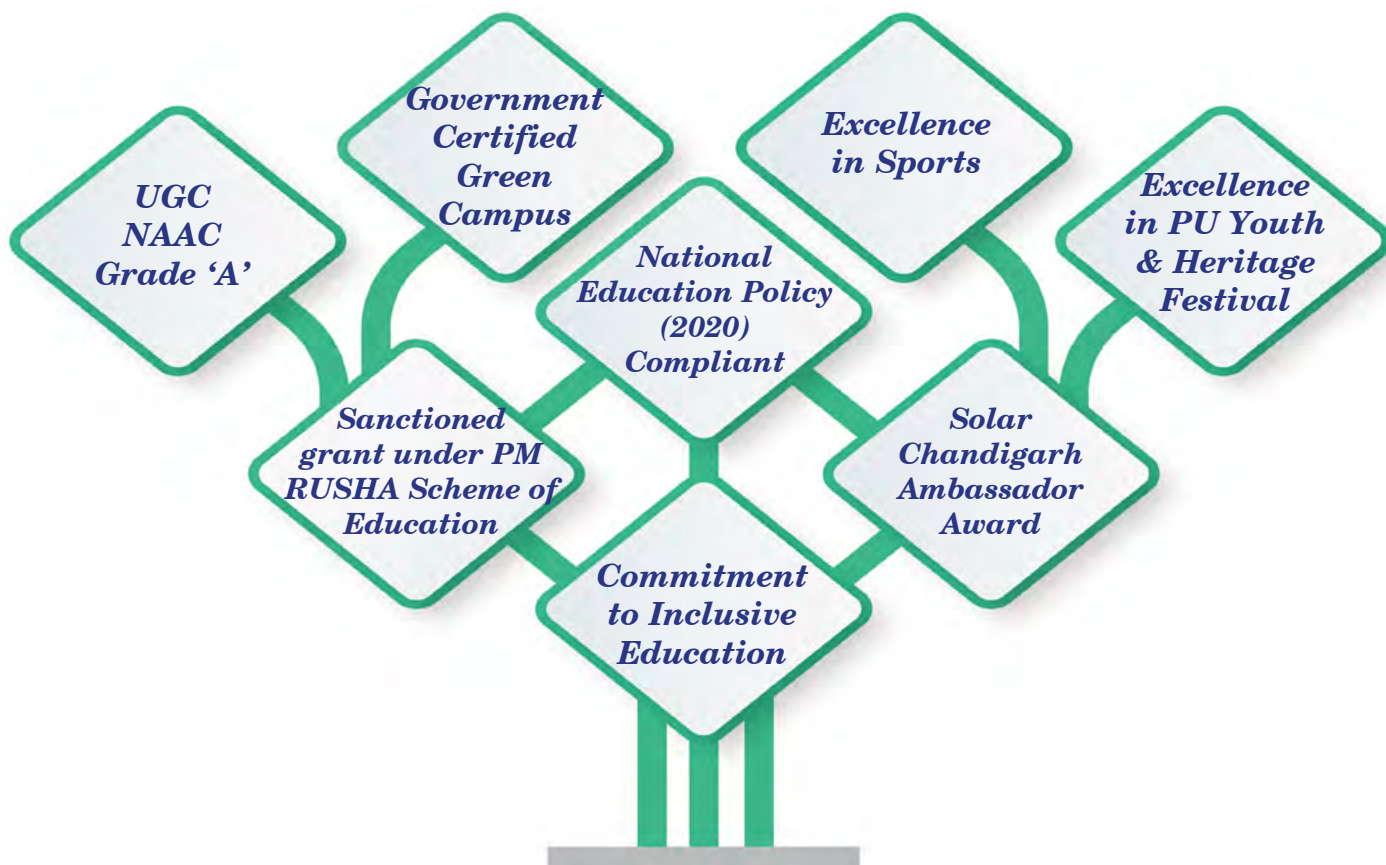 UGC
NAAC
Grade ‘A’
Government
Certified
Green
Campus
Excellence
in Sports
Excellence
in PU Youth
& Heritage
Festival
National
Education Policy
(2020)
Compliant
Sanctioned
grant under PM
RUSHA Scheme of
Education
Solar
Chandigarh
Ambassador
Award
Commitment
to Inclusive
Education